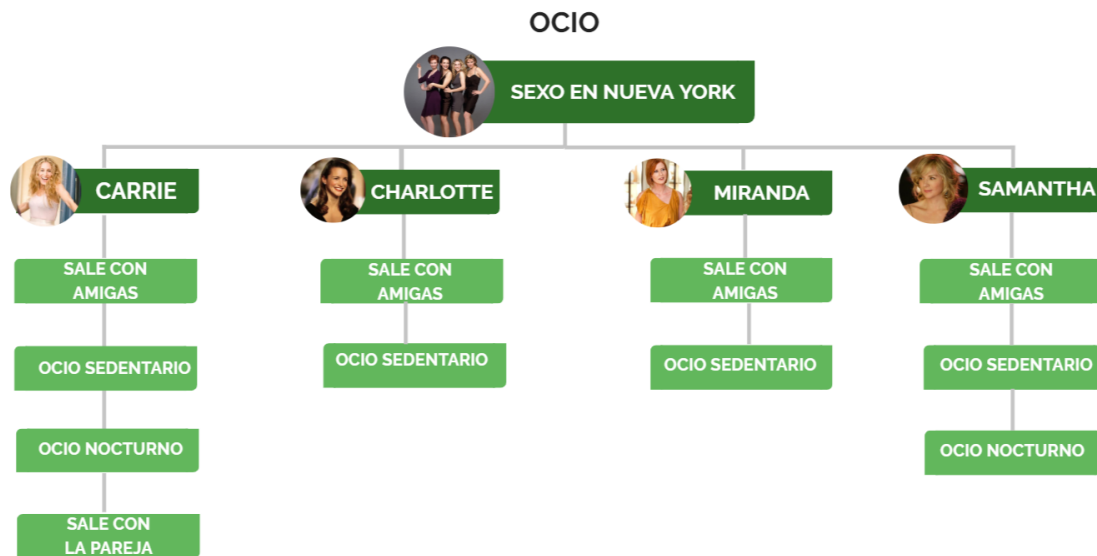 OCIO
SEXO EN NUEVA YORK
CARRIE
CHARLOTTE
MIRANDA
SAMANTHA
SALE CON
AMIGAS
SALE CON
AMIGAS
SALE CON
AMIGAS
SALE CON
AMIGAS
OCIO SEDENTARIO
OCIO SEDENTARIO
OCIO SEDENTARIO
OCIO SEDENTARIO
OCIO NOCTURNO
OCIO NOCTURNO
SALE CON
LA PAREJA